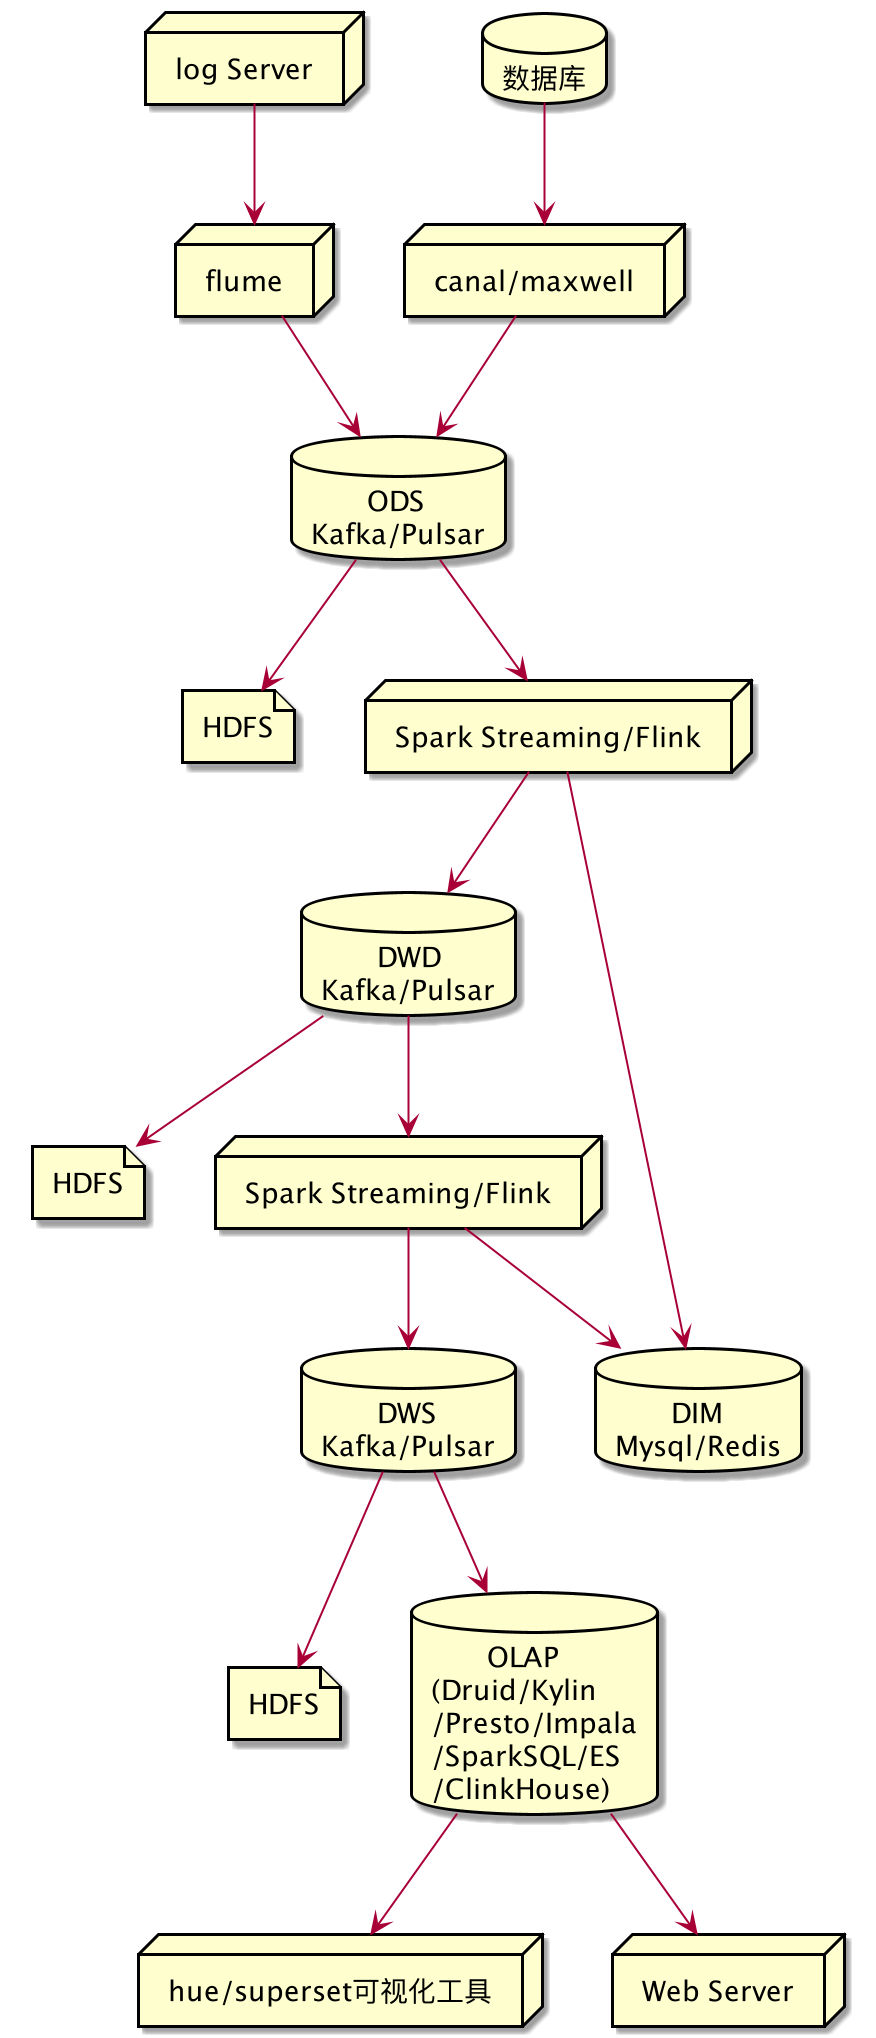 log Server
数据库
flume
canal/maxwell
ODS
Kafka/Pulsar
HDFS
Spark Streaming/Flink
DWD
Kafka/Pulsar
HDFS
Spark Streaming/Flink
DWS
Kafka/Pulsar
DIM
Mysql/Redis
HDFS
OLAP
(Druid/Kylin
/Presto/Impala
/SparkSQL/ES
/ClinkHouse)
hue/superset可视化工具
Web Server